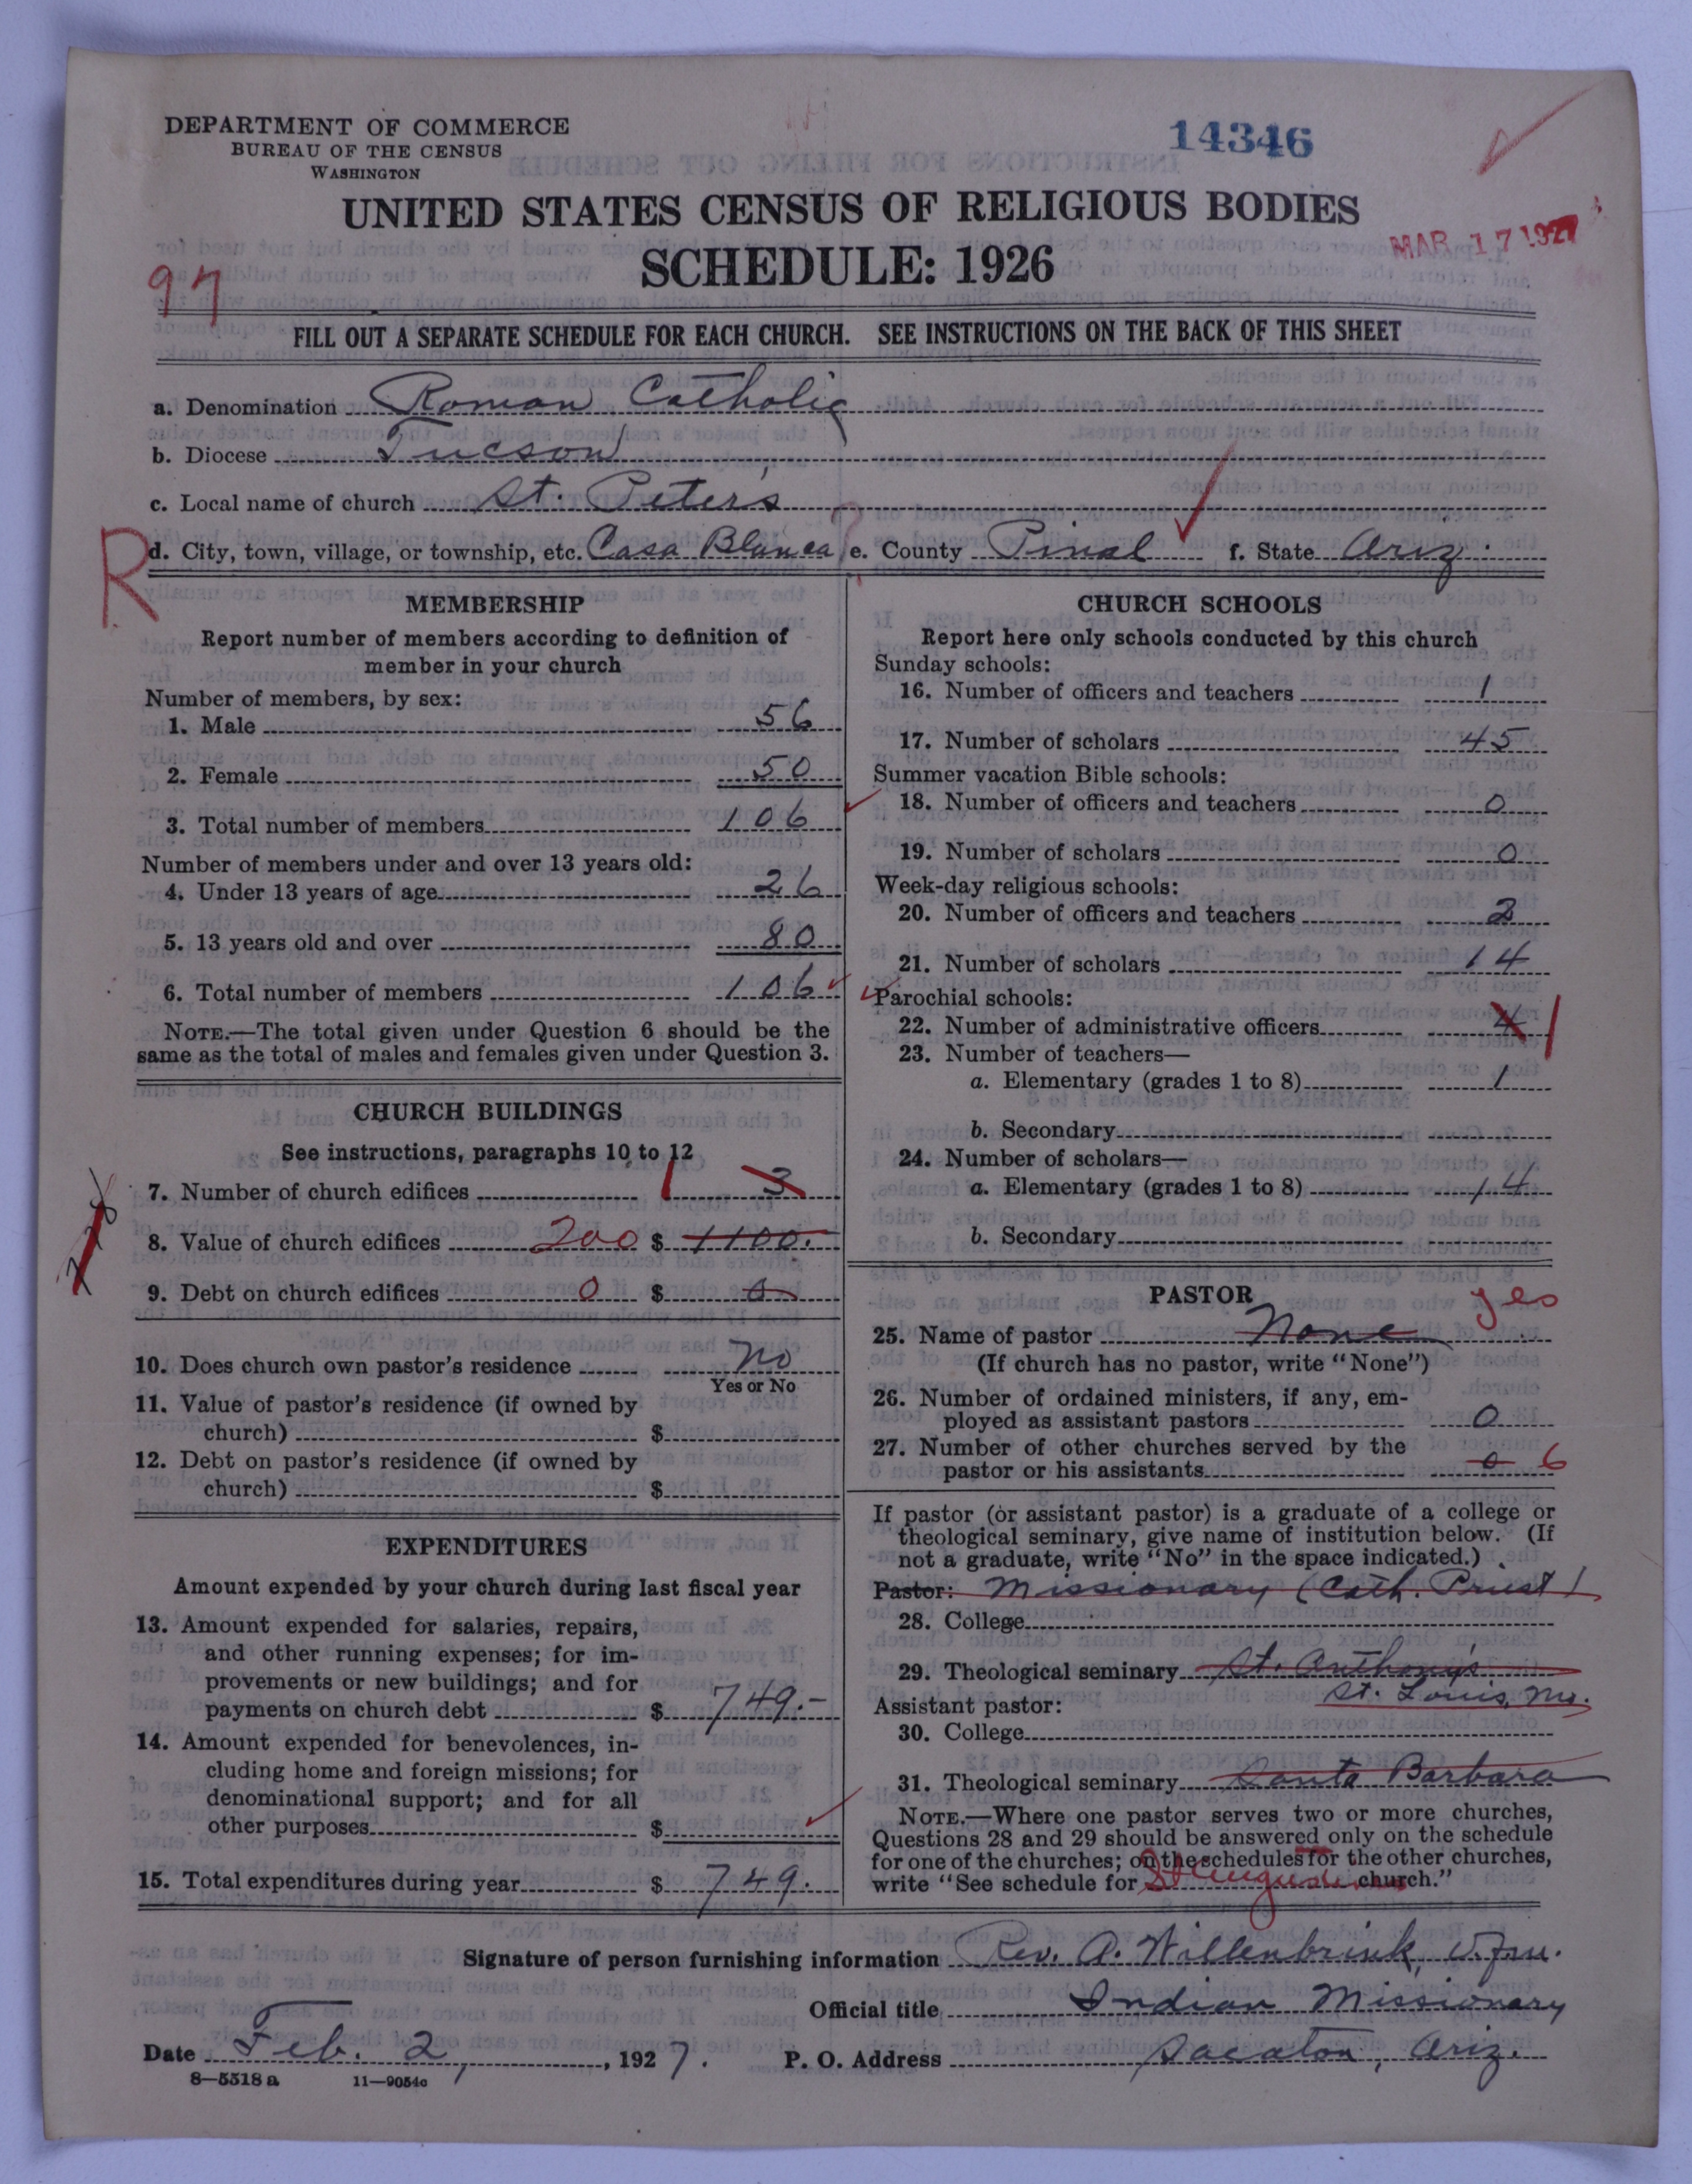 DEPARTMENT OF COMMERCE
BUREAU OF THE CENSUS
WASHINGTON
14346
UNITED STATES CENSUS OF RELIGIOUS BODIES
SCHEDULE: 1926
MAR 17 1927
97
FILL OUT A SEPARATE SCHEDULE FOR EACH CHURCH. SEE INSTRUCTIONS ON THE BACK OF THIS SHEET
a. Denomination Roman Catholic
b. Diocese Tucson
c. Local name of church St. Peter's
R
d. City, town, village, or township, etc. Casa Blanca ? e. County Pinal f. State Ariz.
MEMBERSHIP
Report number of members according to definition of
member in your church
Number of members, by sex:
1. Male 56
2. Female 50
3. Total number of members 106
Number of members under and over 13 years old:
4. Under 13 years of age 26
5. 13 years old and over 80
6. Total number of members 106
NOTE.—The total given under Question 6 should be the
same as the total of males and females given under Question 3.
CHURCH BUILDINGS
See instructions, paragraphs 10 to 12
7. Number of church edifices 1 3
8. Value of church edifices 200 $ 1100.
9. Debt on church edifices 0 $ 0
10. Does church own pastor's residence no
Yes or No
11. Value of pastor's residence (if owned by
church) $
12. Debt on pastor's residence (if owned by
church) $
EXPENDITURES
Amount expended by your church during last fiscal year
13. Amount expended for salaries, repairs,
and other running expenses; for im-
provements or new buildings; and for
payments on church debt $ 749.-
14. Amount expended for benevolences, in-
cluding home and foreign missions; for
denominational support; and for all
other purposes $
15. Total expenditures during year $ 749.
CHURCH SCHOOLS
Report here only schools conducted by this church
Sunday schools:
16. Number of officers and teachers 1
17. Number of scholars 45
Summer vacation Bible schools:
18. Number of officers and teachers 0
19. Number of scholars 0
Week-day religious schools:
20. Number of officers and teachers 2
21. Number of scholars 14
Parochial schools:
22. Number of administrative officers 4 1
23. Number of teachers—
a. Elementary (grades 1 to 8) 1
b. Secondary
24. Number of scholars—
a. Elementary (grades 1 to 8) 14
b. Secondary
PASTOR yes
25. Name of pastor None
(If church has no pastor, write "None")
26. Number of ordained ministers, if any, em-
ployed as assistant pastors 0
27. Number of other churches served by the
pastor or his assistants 0 6
If pastor (or assistant pastor) is a graduate of a college or
theological seminary, give name of institution below. (If
not a graduate, write "No" in the space indicated.)
Pastor: Missionary (Cath. Priest)
28. College
29. Theological seminary St. Anthony's
St. Louis, Mo.
Assistant pastor:
30. College
31. Theological seminary Santa Barbara
NOTE.—Where one pastor serves two or more churches,
Questions 28 and 29 should be answered only on the schedule
for one of the churches; on the schedules for the other churches,
write "See schedule for St Augustine church."
Signature of person furnishing information Rev. A. Willenbrink, O.F.M.
Official title Indian Missionary
Date Feb. 2, 1927. P. O. Address Sacaton, Ariz.
8—5518 a 11—9054c